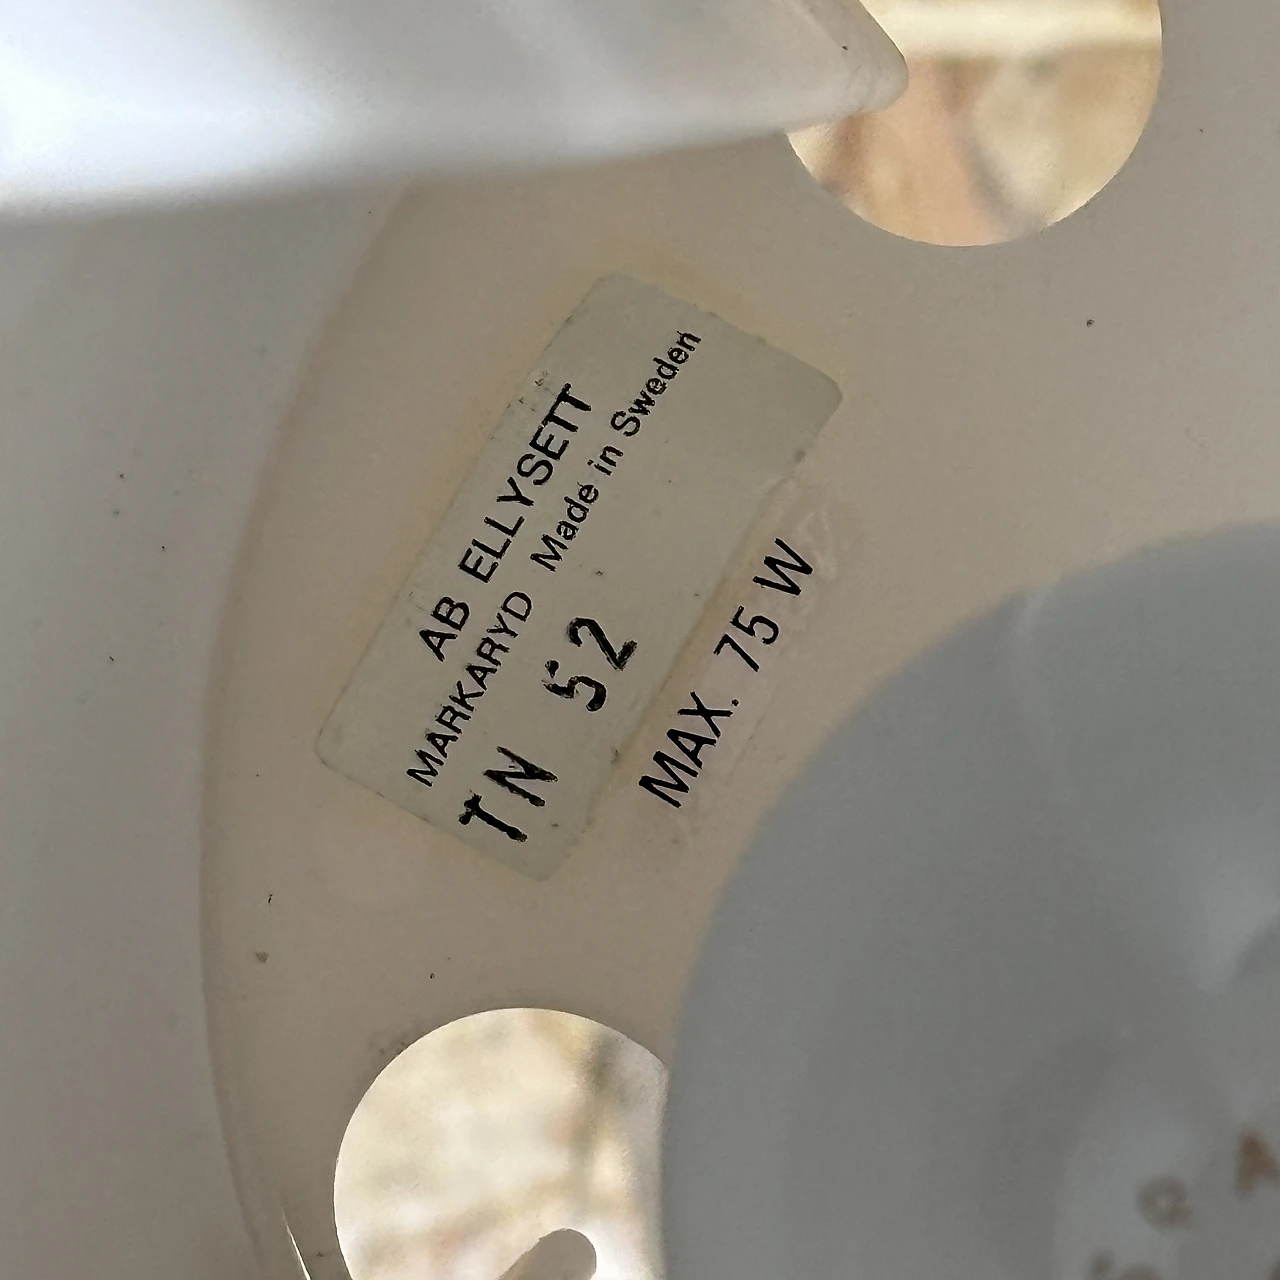 AB ELLYSETT
MARKARYD Made in Sweden
TN 52
MAX. 75 W